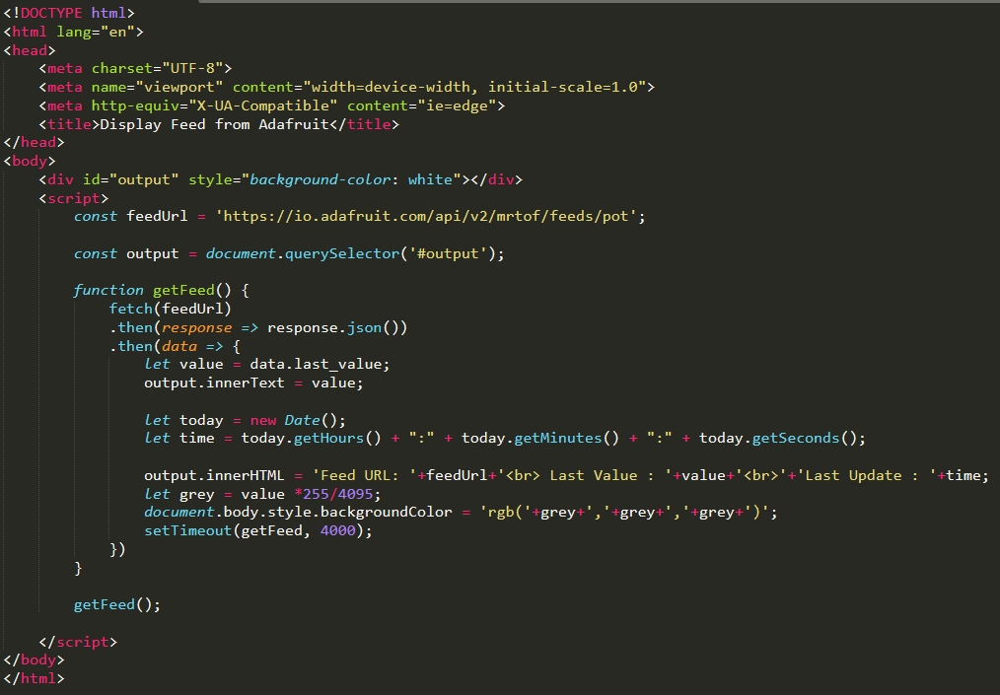 <!DOCTYPE html>
<html lang="en">
<head>
    <meta charset="UTF-8">
    <meta name="viewport" content="width=device-width, initial-scale=1.0">
    <meta http-equiv="X-UA-Compatible" content="ie=edge">
    <title>Display Feed from Adafruit</title>
</head>
<body>
    <div id="output" style="background-color: white"></div>
    <script>
        const feedUrl = 'https://io.adafruit.com/api/v2/mrtof/feeds/pot';

        const output = document.querySelector('#output');

        function getFeed() {
            fetch(feedUrl)
            .then(response => response.json())
            .then(data => {
                let value = data.last_value;
                output.innerText = value;

                let today = new Date();
                let time = today.getHours() + ":" + today.getMinutes() + ":" + today.getSeconds();

                output.innerHTML = 'Feed URL: '+feedUrl+'<br> Last Value : '+value+'<br>'+'Last Update : '+time;
                let grey = value *255/4095;
                document.body.style.backgroundColor = 'rgb('+grey+','+grey+','+grey+')';
                setTimeout(getFeed, 4000);
            })
        }

        getFeed();

    </script>
</body>
</html>